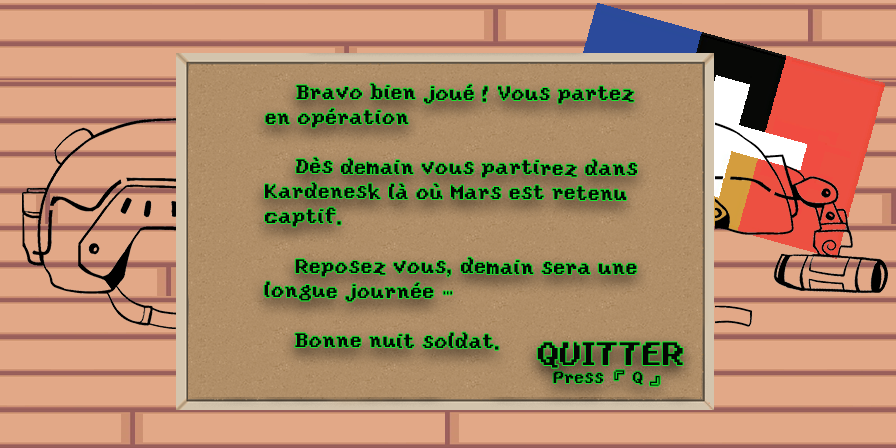 Bravo bien joué ! Vous partez
en opération
Dès demain vous partirez dans
Kardenesk là où Mars est retenu
captif.
Reposez vous, demain sera une
longue journée …
Bonne nuit soldat.
QUITTER
Press『 Q 』